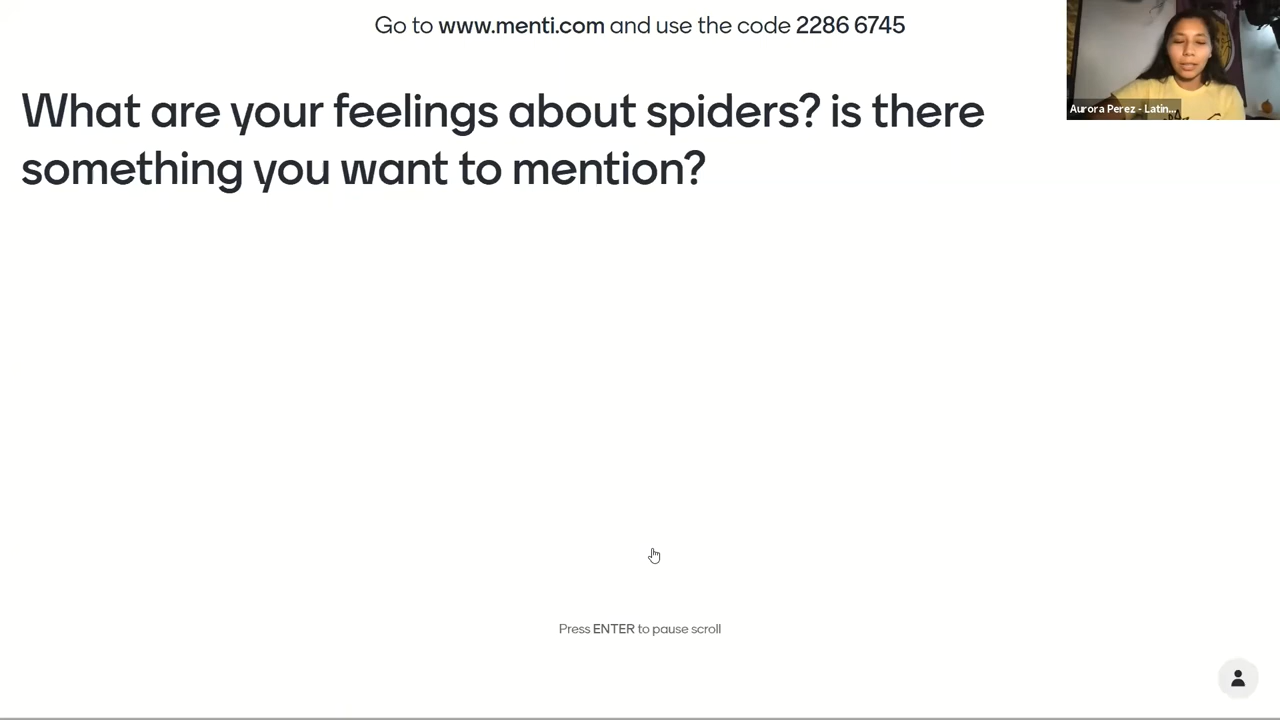 Go to www.menti.com and use the code 2286 6745
What are your feelings about spiders? is there
something you want to mention?
Aurora Perez - Latin...
Press ENTER to pause scroll